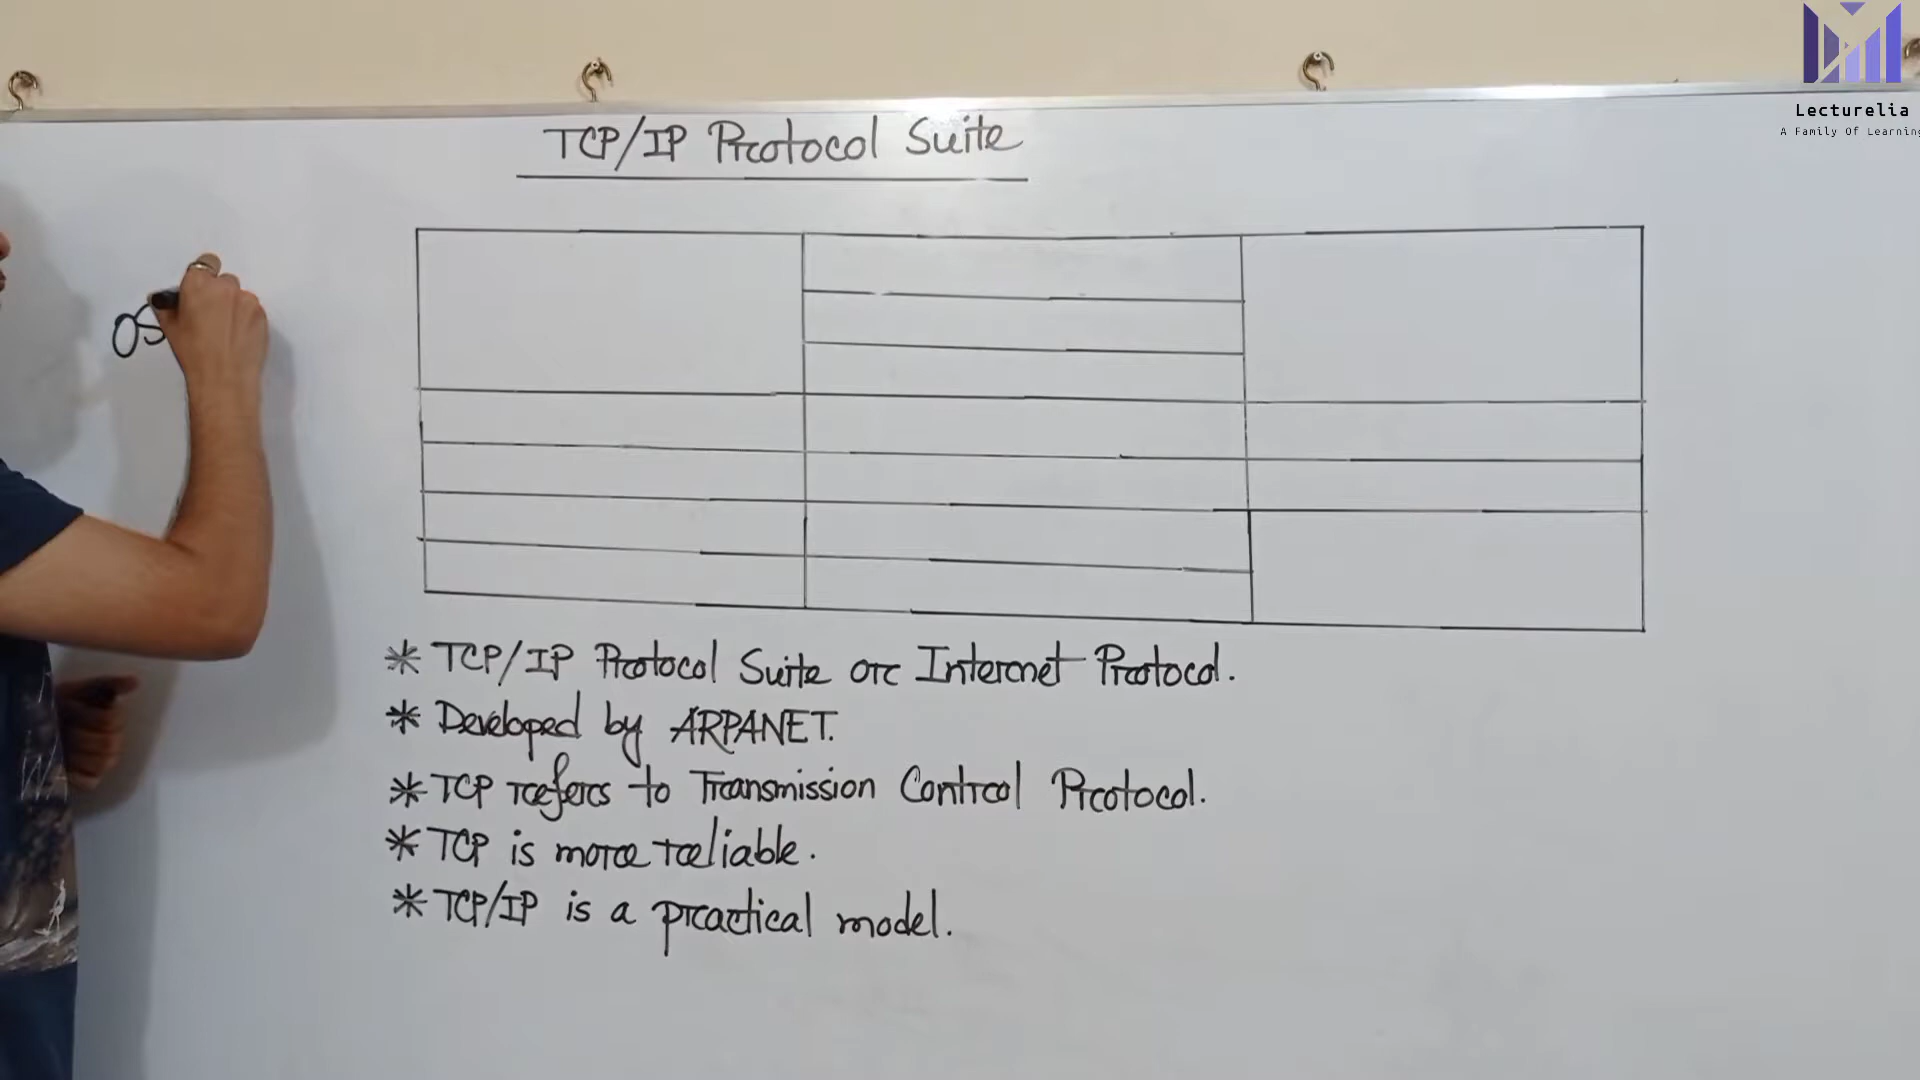 Lecturelia
A Family Of Learning
TCP/IP Protocol Suite
OS
* TCP/IP Protocol Suite or Internet Protocol.
* Developed by ARPANET.
* TCP refers to Transmission Control Protocol.
* TCP is more reliable.
* TCP/IP is a practical model.